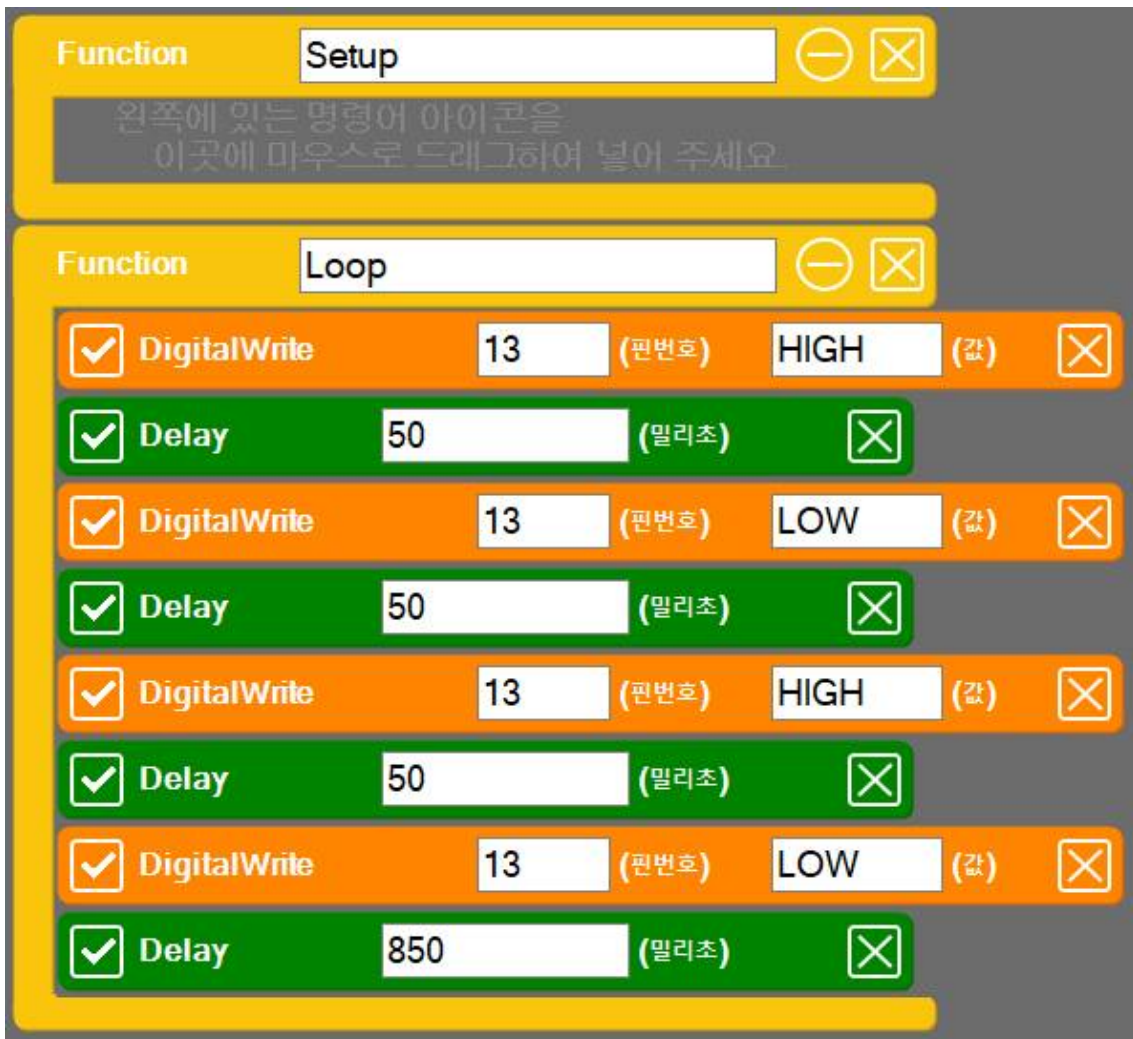 Function Setup
왼쪽에 있는 명령어 아이콘을
이곳에 마우스로 드래그하여 넣어 주세요.
Function Loop
DigitalWrite 13 (핀번호) HIGH (값)
Delay 50 (밀리초)
DigitalWrite 13 (핀번호) LOW (값)
Delay 50 (밀리초)
DigitalWrite 13 (핀번호) HIGH (값)
Delay 50 (밀리초)
DigitalWrite 13 (핀번호) LOW (값)
Delay 850 (밀리초)